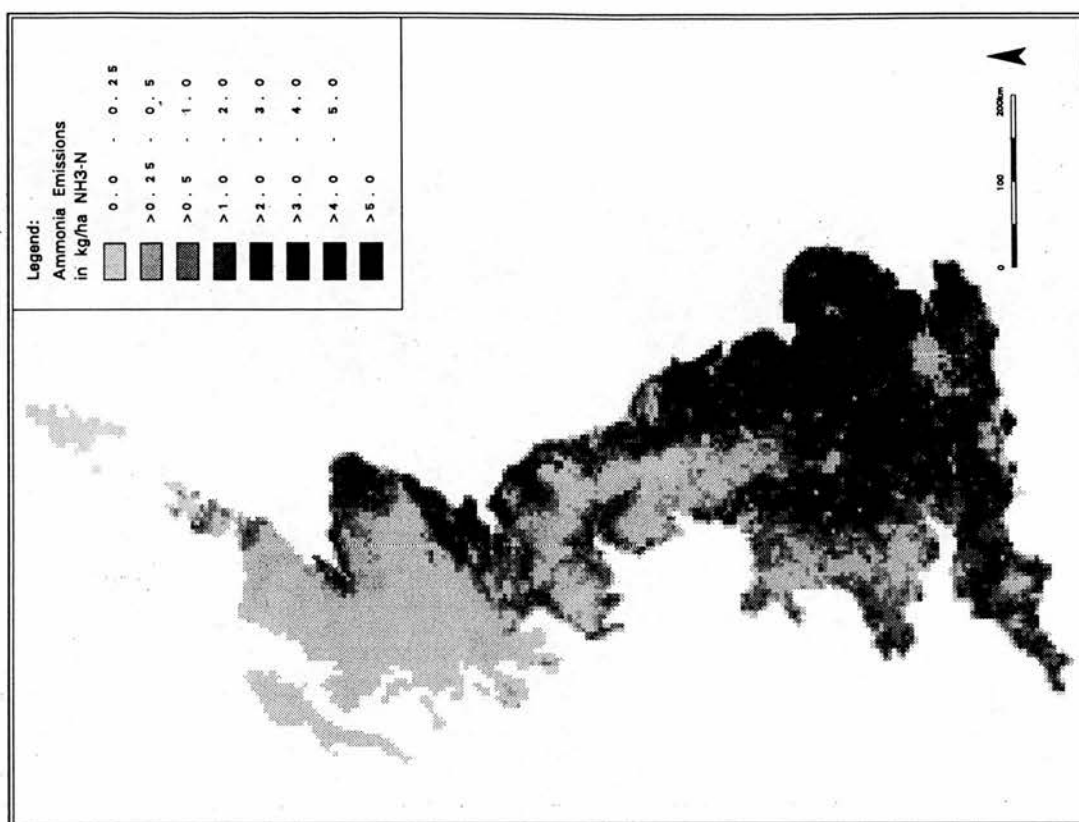 Legend:
Ammonia Emissions
in kg/ha NH3-N
0.0 - 0.25
>0.25 - 0.5
>0.5 - 1.0
>1.0 - 2.0
>2.0 - 3.0
>3.0 - 4.0
>4.0 - 5.0
>5.0
0 100 200km